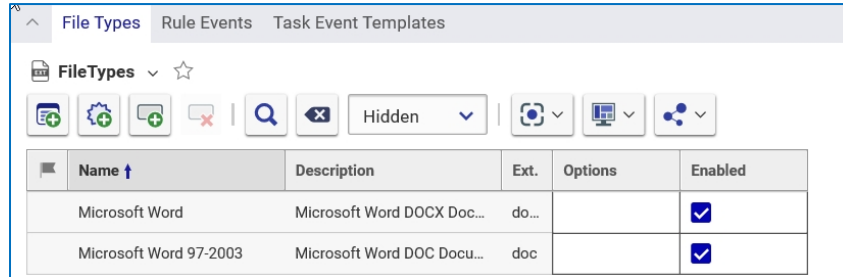 File Types Rule Events Task Event Templates
EXT FileTypes
Hidden
Name Description Ext. Options Enabled
Microsoft Word Microsoft Word DOCX Doc... do...
Microsoft Word 97-2003 Microsoft Word DOC Docu... doc